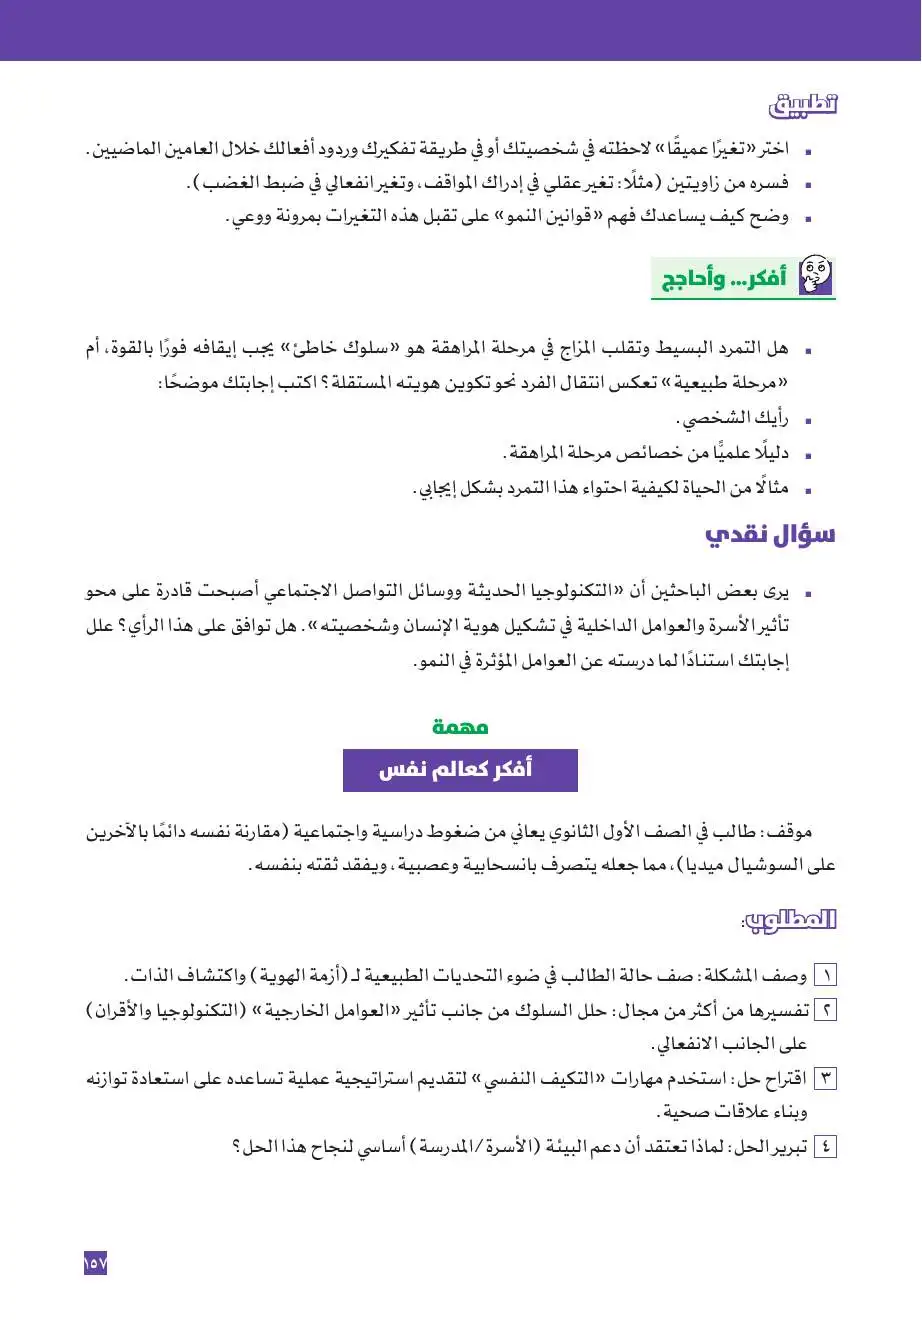 تطبيق
▪ اختر «تغيرًا عميقًا» لاحظته في شخصيتك أو في طريقة تفكيرك وردود أفعالك خلال العامين الماضيين.
▪ فسره من زاويتين (مثلًا: تغير عقلي في إدراك المواقف، وتغير انفعالي في ضبط الغضب).
▪ وضح كيف يساعدك فهم «قوانين النمو» على تقبل هذه التغيرات بمرونة ووعي.
أفكر... وأحاجج
▪ هل التمرد البسيط وتقلب المزاج في مرحلة المراهقة هو «سلوك خاطئ» يجب إيقافه فورًا بالقوة، أم
«مرحلة طبيعية» تعكس انتقال الفرد نحو تكوين هويته المستقلة؟ اكتب إجابتك موضحًا:
▪ رأيك الشخصي.
▪ دليلًا علميًّا من خصائص مرحلة المراهقة.
▪ مثالًا من الحياة لكيفية احتواء هذا التمرد بشكل إيجابي.
سؤال نقدي
▪ يرى بعض الباحثين أن «التكنولوجيا الحديثة ووسائل التواصل الاجتماعي أصبحت قادرة على محو
تأثير الأسرة والعوامل الداخلية في تشكيل هوية الإنسان وشخصيته». هل توافق على هذا الرأي؟ علل
إجابتك استنادًا لما درسته عن العوامل المؤثرة في النمو.
مهمة
أفكر كعالم نفس
موقف: طالب في الصف الأول الثانوي يعاني من ضغوط دراسية واجتماعية (مقارنة نفسه دائمًا بالآخرين
على السوشيال ميديا)، مما جعله يتصرف بانسحابية وعصبية، ويفقد ثقته بنفسه.
المطلوب:
١ وصف المشكلة: صف حالة الطالب في ضوء التحديات الطبيعية لـ (أزمة الهوية) واكتشاف الذات.
٢ تفسيرها من أكثر من مجال: حلل السلوك من جانب تأثير «العوامل الخارجية» (التكنولوجيا والأقران)
على الجانب الانفعالي.
٣ اقتراح حل: استخدم مهارات «التكيف النفسي» لتقديم استراتيجية عملية تساعده على استعادة توازنه
وبناء علاقات صحية.
٤ تبرير الحل: لماذا تعتقد أن دعم البيئة (الأسرة/المدرسة) أساسي لنجاح هذا الحل؟
١٥٧